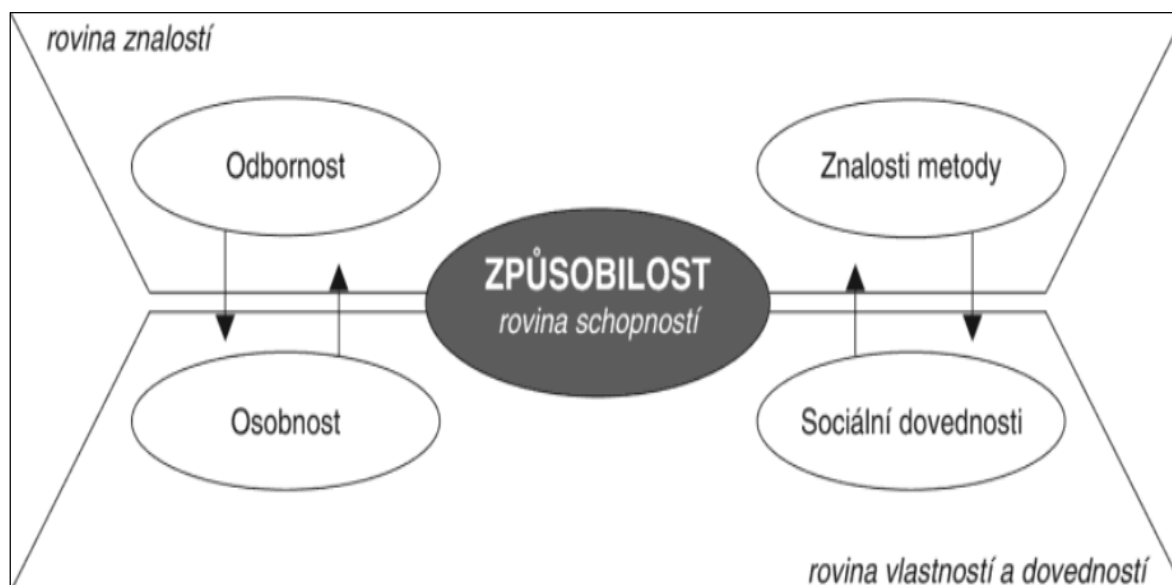 rovina znalostí
Odbornost
Znalosti metody
ZPŮSOBILOST
rovina schopností
Osobnost
Sociální dovednosti
rovina vlastností a dovedností